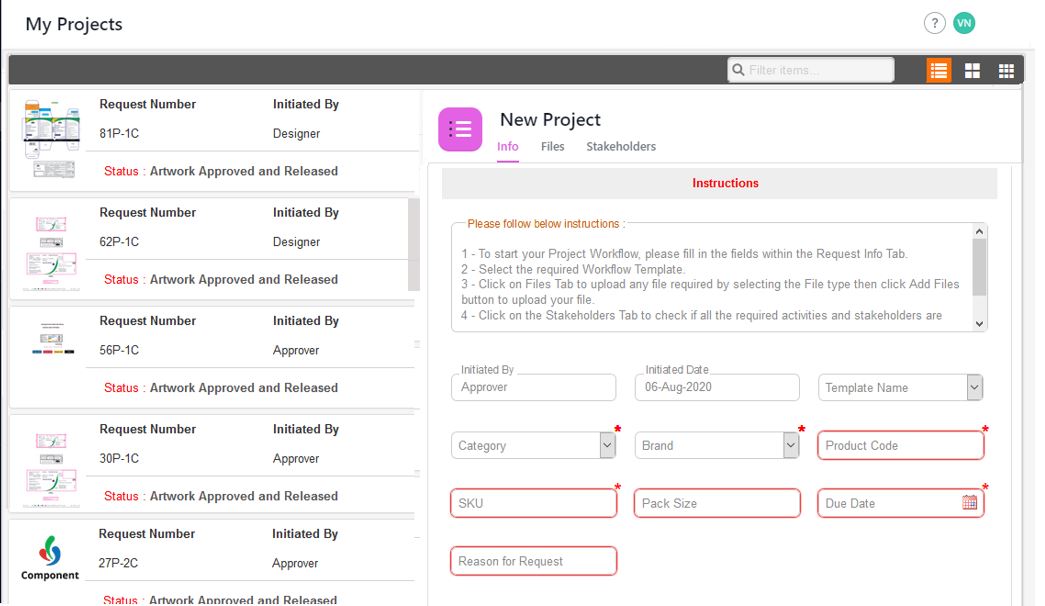 My Projects
?
VN
Filter items...
Request Number Initiated By
81P-1C Designer
Status : Artwork Approved and Released
Request Number Initiated By
62P-1C Designer
Status : Artwork Approved and Released
Request Number Initiated By
56P-1C Approver
Status : Artwork Approved and Released
Request Number Initiated By
30P-1C Approver
Status : Artwork Approved and Released
Request Number Initiated By
27P-2C Approver
Component
Status : Artwork Approved and Released
New Project
Info Files Stakeholders
Instructions
Please follow below instructions :
1 - To start your Project Workflow, please fill in the fields within the Request Info Tab.
2 - Select the required Workflow Template.
3 - Click on Files Tab to upload any file required by selecting the File type then click Add Files
button to upload your file.
4 - Click on the Stakeholders Tab to check if all the required activities and stakeholders are
Initiated By Initiated Date
Approver 06-Aug-2020 Template Name
* * *
Category Brand Product Code
* *
SKU Pack Size Due Date
Reason for Request